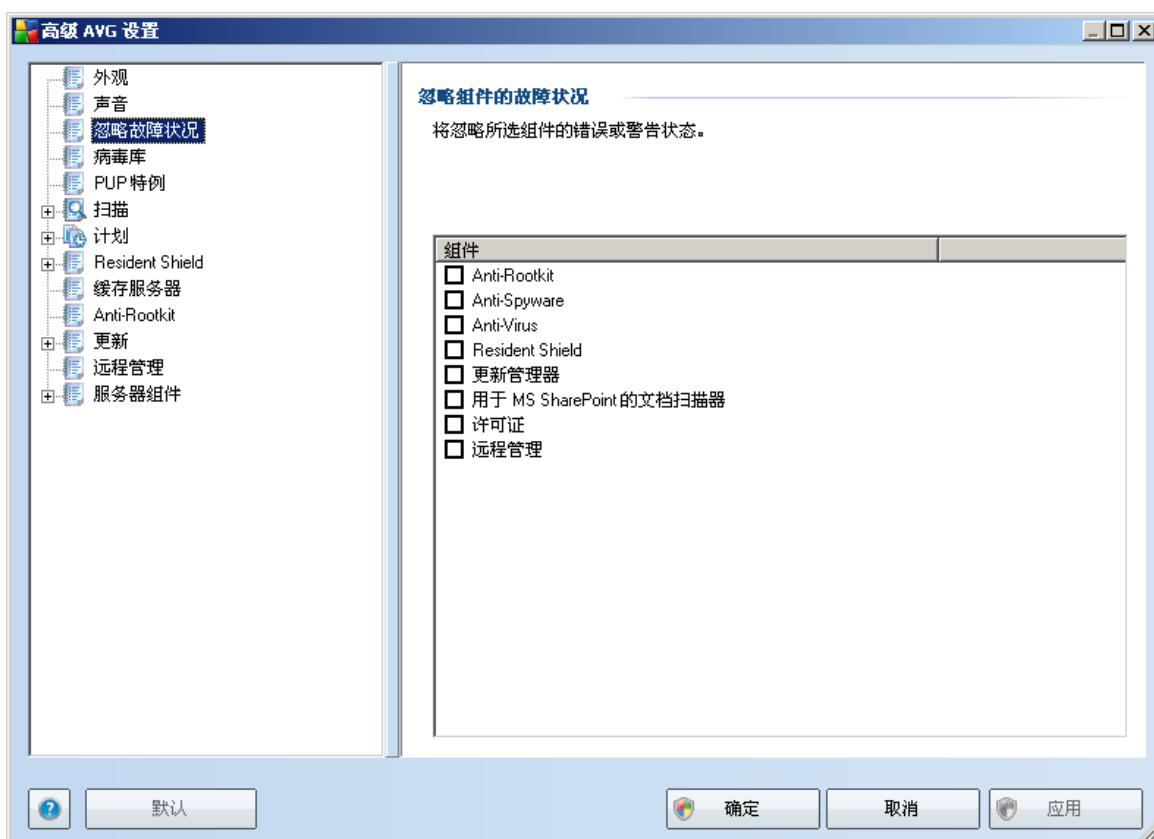 高级 AVG 设置
外观
声音
忽略故障状况
病毒库
PUP 特例
扫描
计划
Resident Shield
缓存服务器
Anti-Rootkit
更新
远程管理
服务器组件
忽略组件的故障状况
将忽略所选组件的错误或警告状态。
组件
Anti-Rootkit
Anti-Spyware
Anti-Virus
Resident Shield
更新管理器
用于 MS SharePoint 的文档扫描器
许可证
远程管理
默认
确定
取消
应用